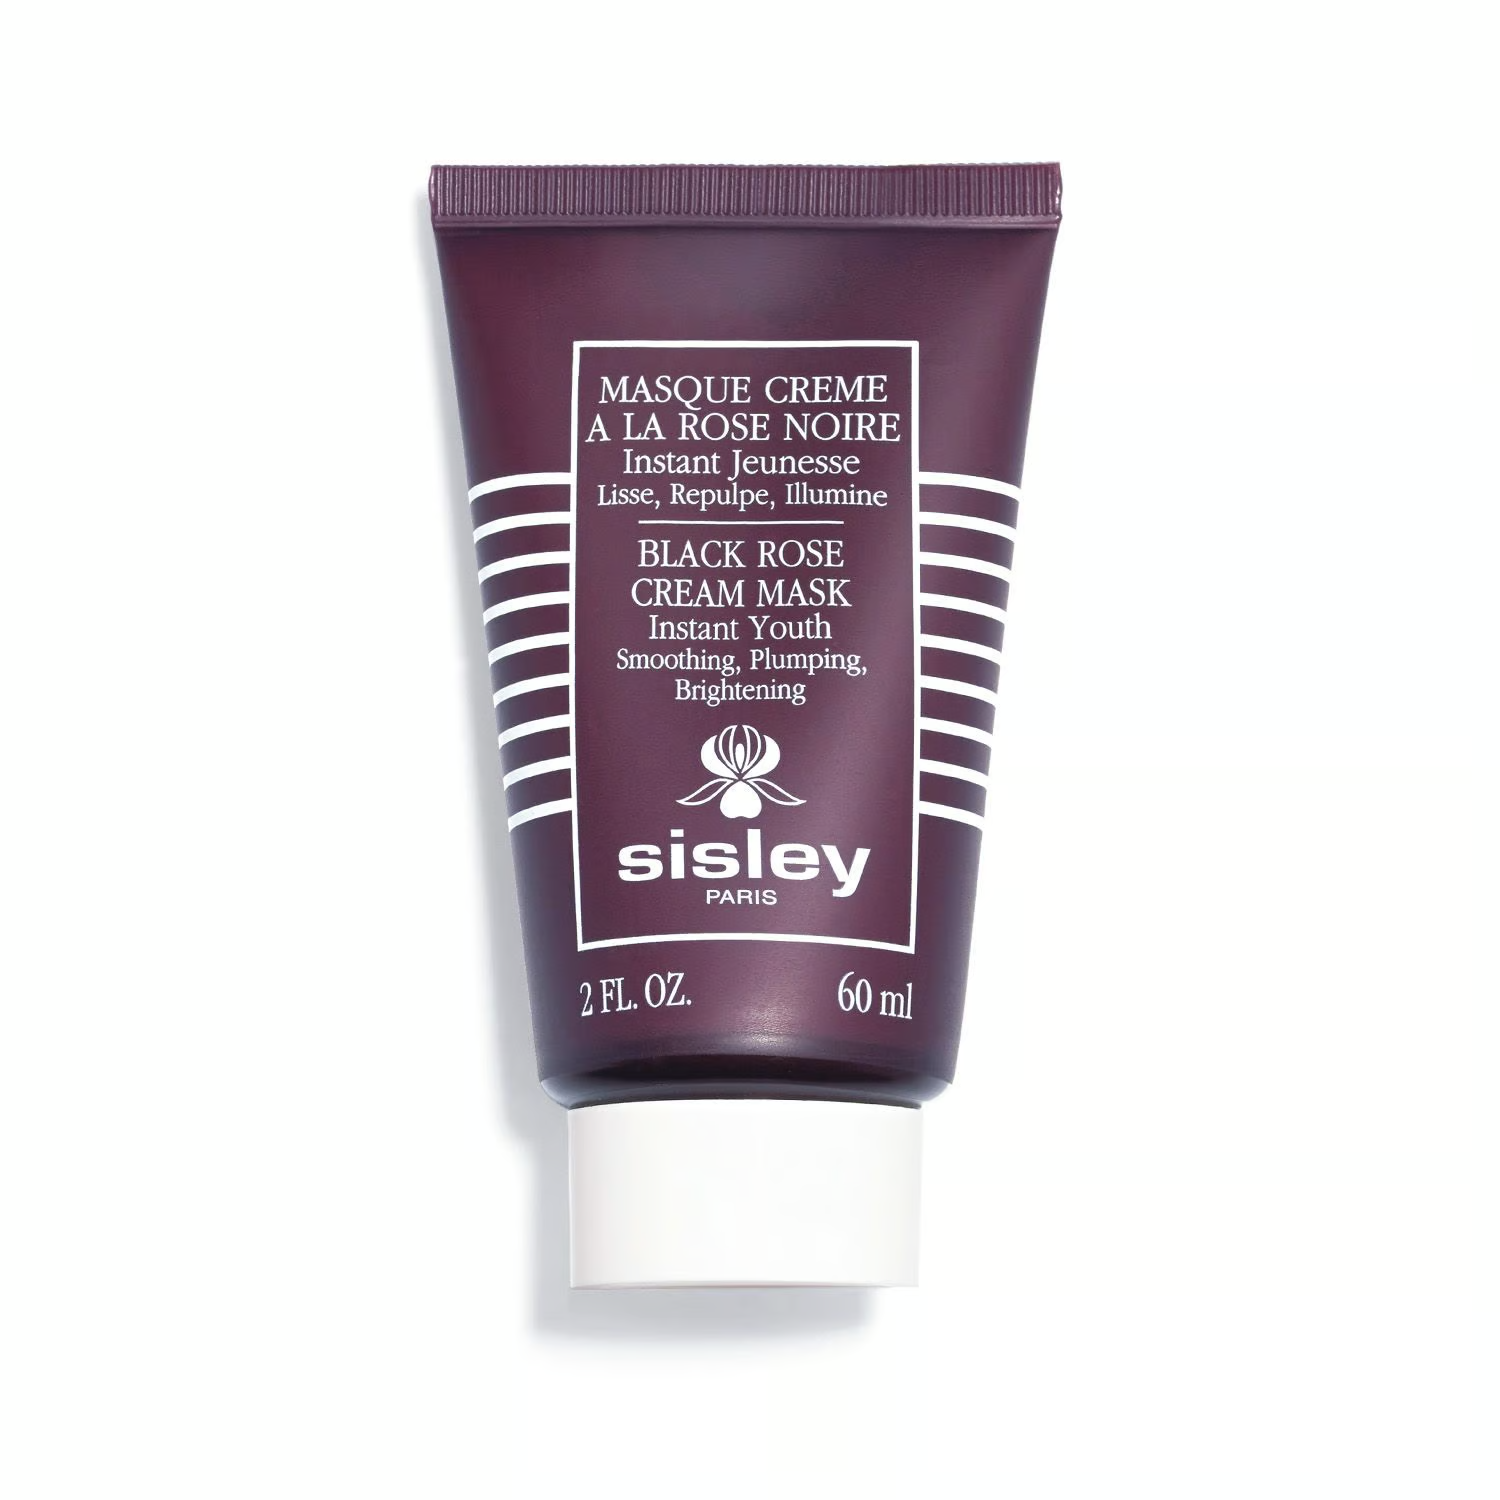 MASQUE CREME
A LA ROSE NOIRE
Instant Jeunesse
Lisse, Repulpe, Illumine
BLACK ROSE
CREAM MASK
Instant Youth
Smoothing, Plumping,
Brightening
sisley
PARIS
2 FL. OZ. 60 ml